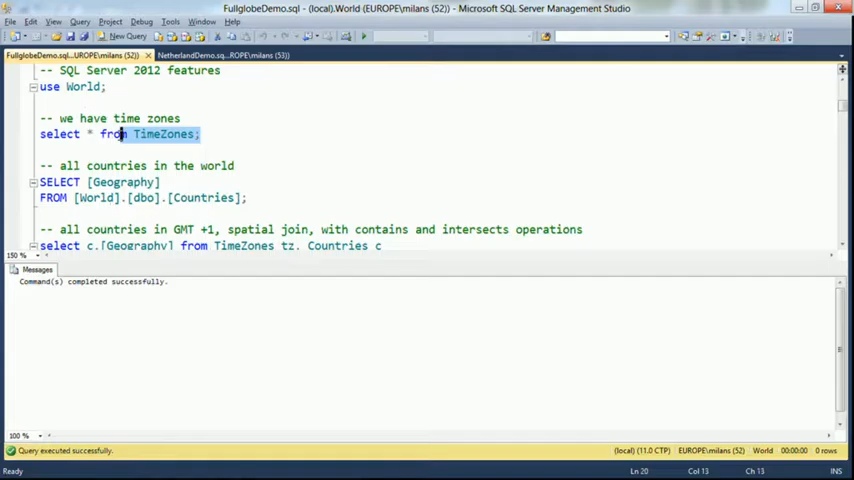 FullglobeDemo.sql - (local).World (EUROPE\milans (52)) - Microsoft SQL Server Management Studio
File Edit View Query Project Debug Tools Window Help
New Query
FullglobeDemo.sql...UROPE\milans (52)) NetherlandDemo.sq...ROPE\milans (53))
-- SQL Server 2012 features
use World;
-- we have time zones
select * from TimeZones;
-- all countries in the world
SELECT [Geography]
FROM [World].[dbo].[Countries];
-- all countries in GMT +1, spatial join, with contains and intersects operations
select c.[Geography] from TimeZones tz, Countries c
150 %
Messages
Command(s) completed successfully.
100 %
Query executed successfully. (local) (11.0 CTP) EUROPE\milans (52) World 00:00:00 0 rows
Ready Ln 20 Col 13 Ch 13 INS